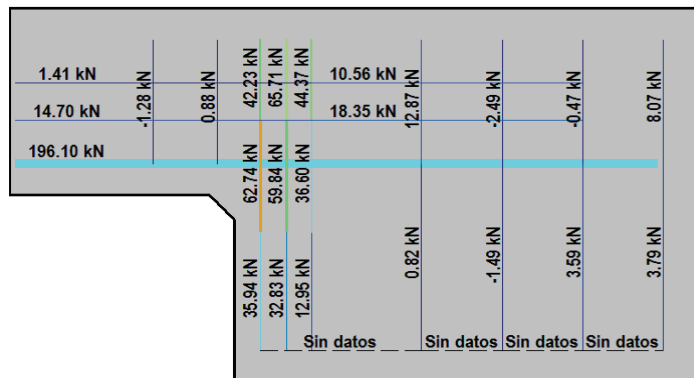 1.41 kN
10.56 kN
14.70 kN
18.35 kN
196.10 kN
-1.28 kN
0.88 kN
42.23 kN
65.71 kN
44.37 kN
12.87 kN
-2.49 kN
-0.47 kN
8.07 kN
62.74 kN
59.84 kN
36.60 kN
35.94 kN
32.83 kN
12.95 kN
0.82 kN
-1.49 kN
3.59 kN
3.79 kN
Sin datos
Sin datos
Sin datos
Sin datos